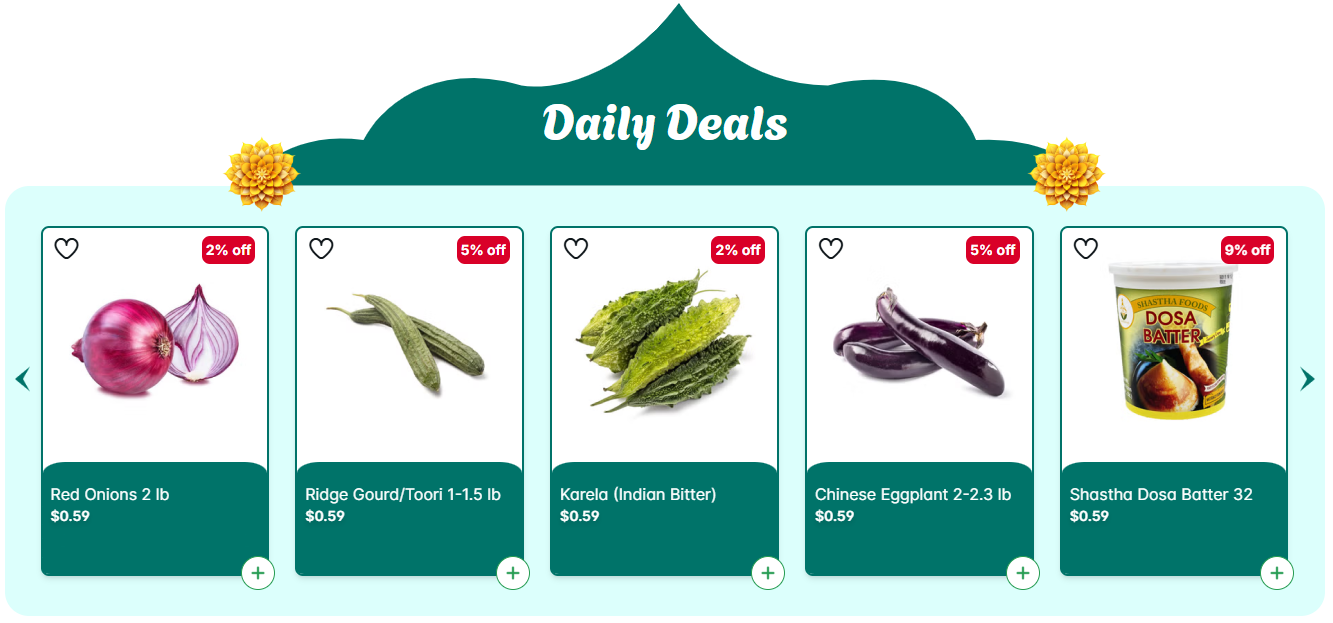 Daily Deals
2% off
5% off
2% off
5% off
9% off
SHASTHA FOODS
DOSA
BATTER
Red Onions 2 lb
$0.59
Ridge Gourd/Toori 1-1.5 lb
$0.59
Karela (Indian Bitter)
$0.59
Chinese Eggplant 2-2.3 lb
$0.59
Shastha Dosa Batter 32
$0.59